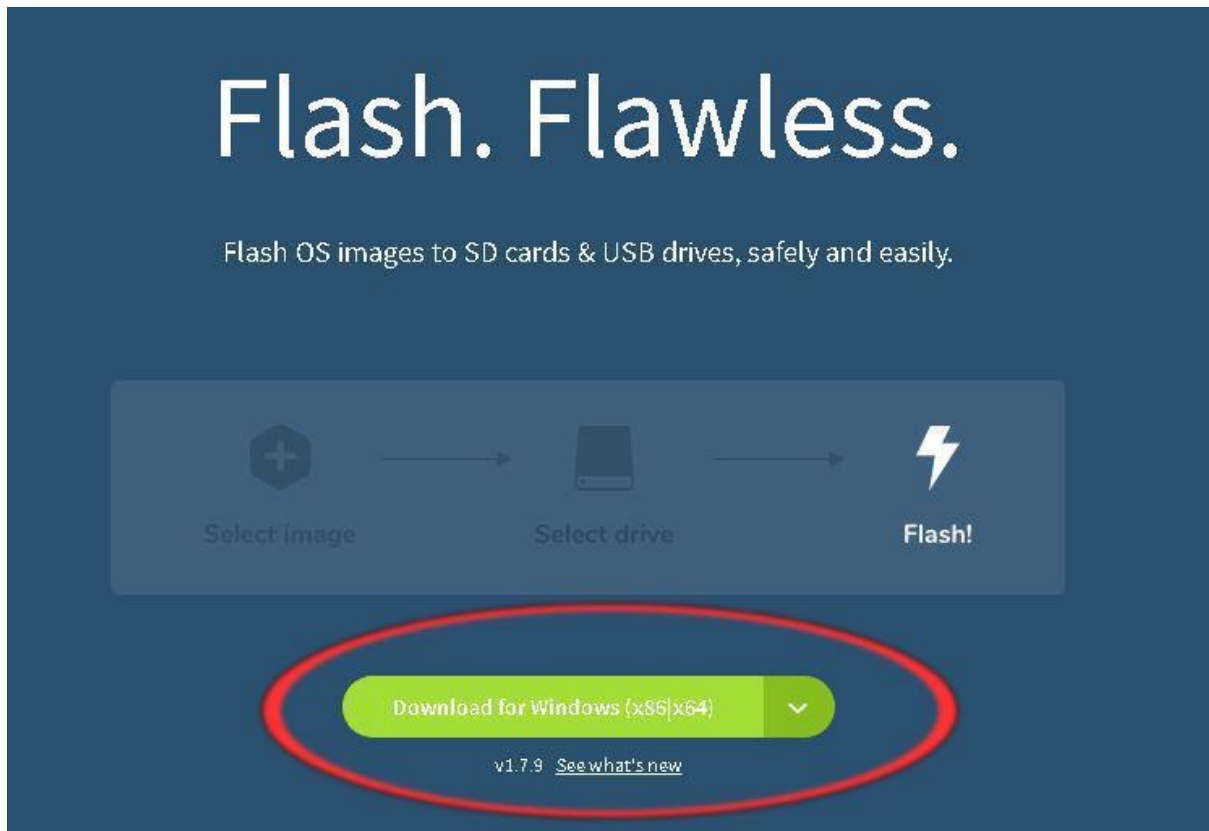 Flash. Flawless.
Flash OS images to SD cards & USB drives, safely and easily.
Select image
Select drive
Flash!
Download for Windows (x86|x64)
v1.7.9 See what's new